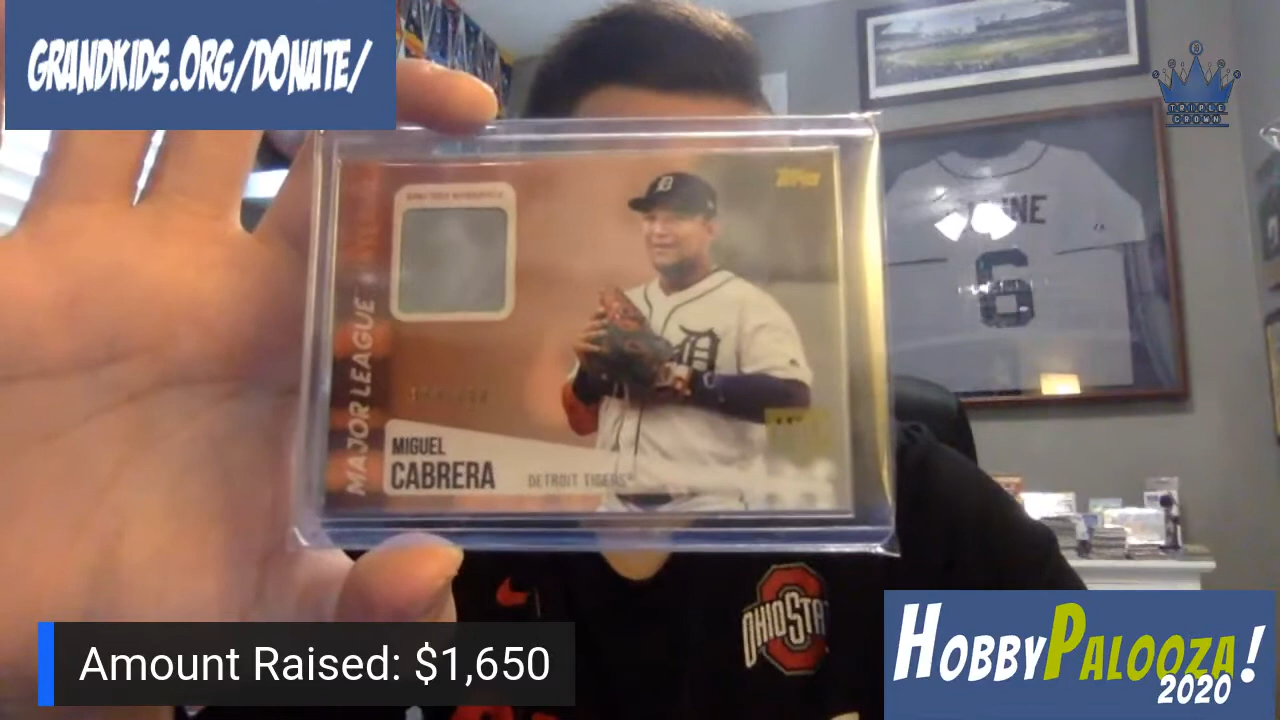 GRANDKIDS.ORG/DONATE/
TRIPLE
CROWN
Topps
MAJOR LEAGUE
MIGUEL
CABRERA
DETROIT TIGERS
6
OHIO STATE
Amount Raised: $1,650
HOBBYPALOOZA!
2020